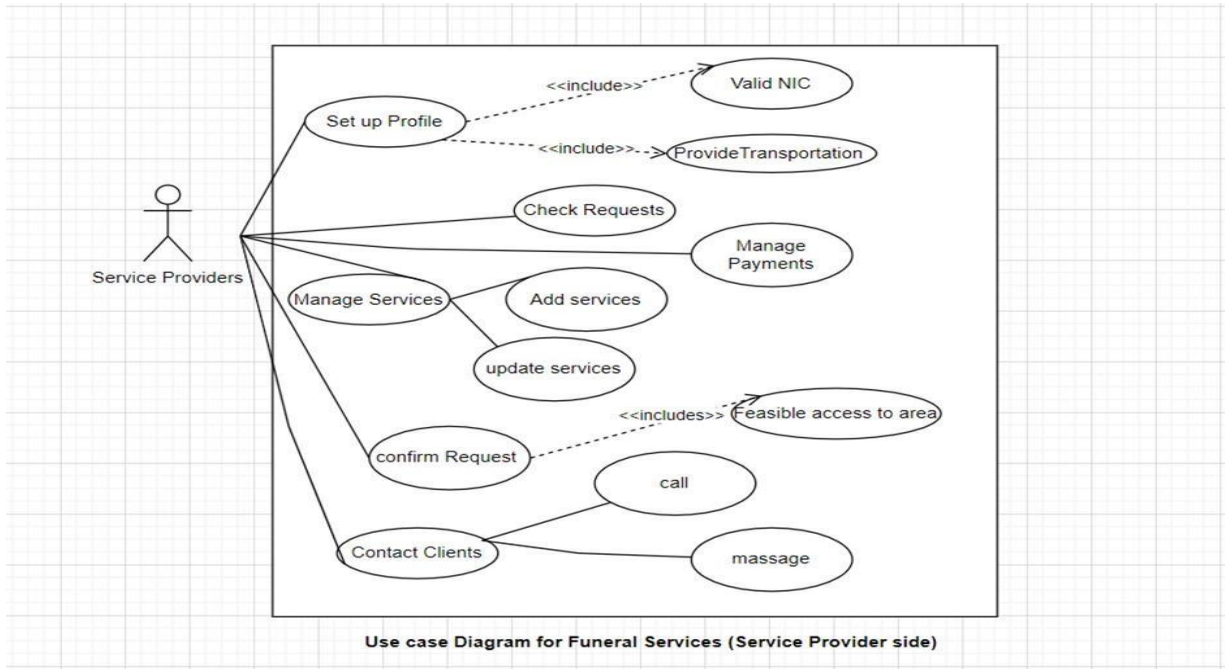 Valid NIC
<<include>>
Set up Profile
<<include>>
ProvideTransportation
Check Requests
Manage
Payments
Service Providers
Manage Services
Add services
update services
<<includes>>
Feasible access to area
confirm Request
call
Contact Clients
massage
Use case Diagram for Funeral Services (Service Provider side)